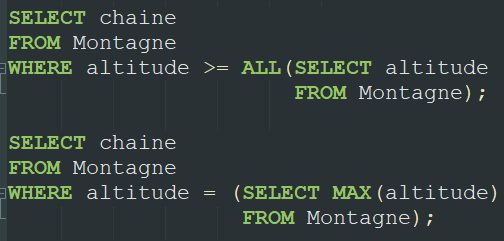 SELECT chaine
FROM Montagne
WHERE altitude >= ALL(SELECT altitude
FROM Montagne);
SELECT chaine
FROM Montagne
WHERE altitude = (SELECT MAX(altitude)
FROM Montagne);